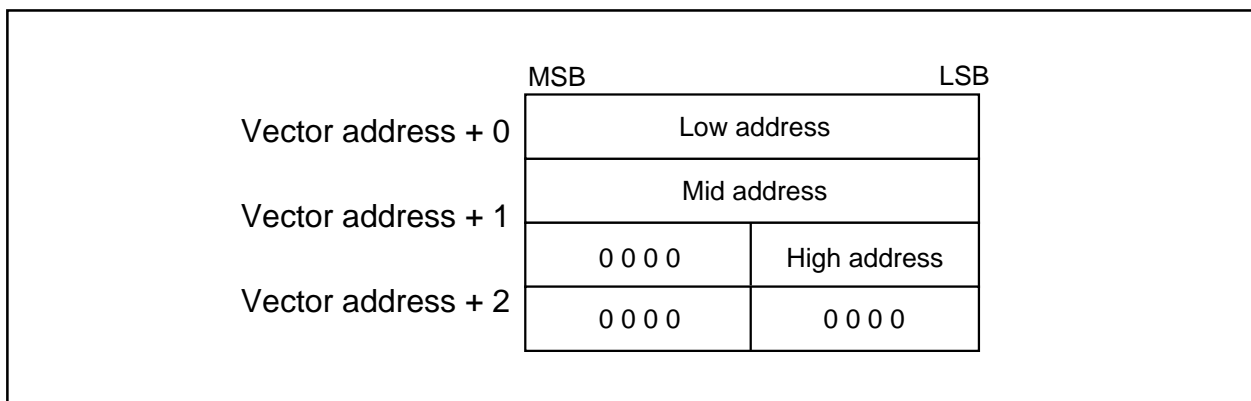 MSB LSB
Vector address + 0 Low address
Mid address
Vector address + 1
0 0 0 0 High address
Vector address + 2
0 0 0 0 0 0 0 0